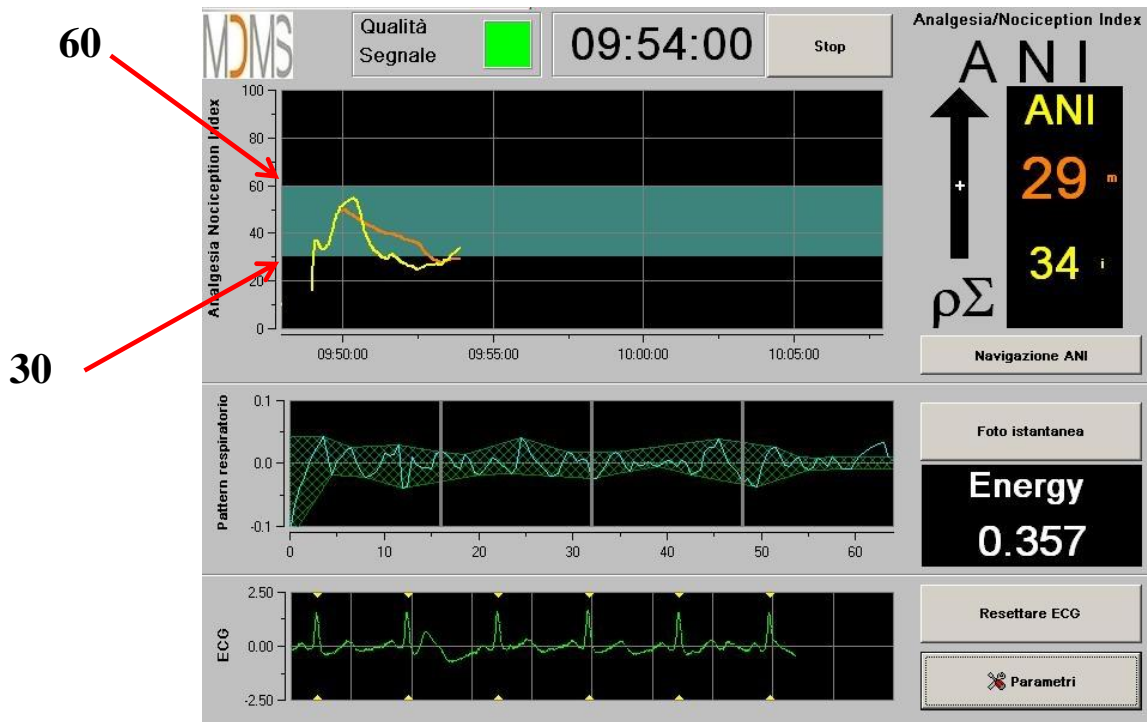 60
30
MDMS
Qualità
Segnale
09:54:00
Stop
Analgesia/Nociception Index
A N I
ANI
29 m
34 i
+
ρΣ
Analgesia Nociception Index
100
80
60
40
20
0
09:50:00 09:55:00 10:00:00 10:05:00
Navigazione ANI
Pattern respiratorio
0.1
0.0
-0.1
0 10 20 30 40 50 60
Foto istantanea
Energy
0.357
ECG
2.50
0.00
-2.50
Resettare ECG
Parametri